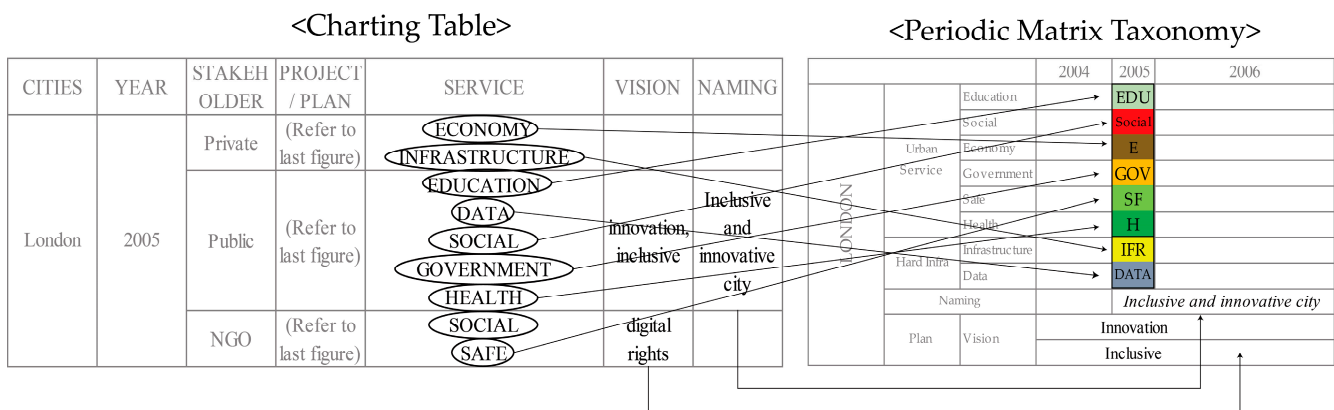 <Charting Table>
CITIES
YEAR
STAKEH
OLDER
PROJECT
/ PLAN
SERVICE
VISION
NAMING
London
2005
Private
(Refer to
last figure)
ECONOMY
INFRASTRUCTURE
Public
(Refer to
last figure)
EDUCATION
DATA
SOCIAL
GOVERNMENT
HEALTH
innovation,
inclusive
Inclusive
and
innovative
city
NGO
(Refer to
last figure)
SOCIAL
SAFE
digital
rights
<Periodic Matrix Taxonomy>
2004
2005
2006
LONDON
Urban
Service
Education
EDU
Social
Social
Economy
E
Government
GOV
Safe
SF
Health
H
Hard Infra
Infrastructure
IFR
Data
DATA
Naming
Inclusive and innovative city
Plan
Vision
Innovation
Inclusive